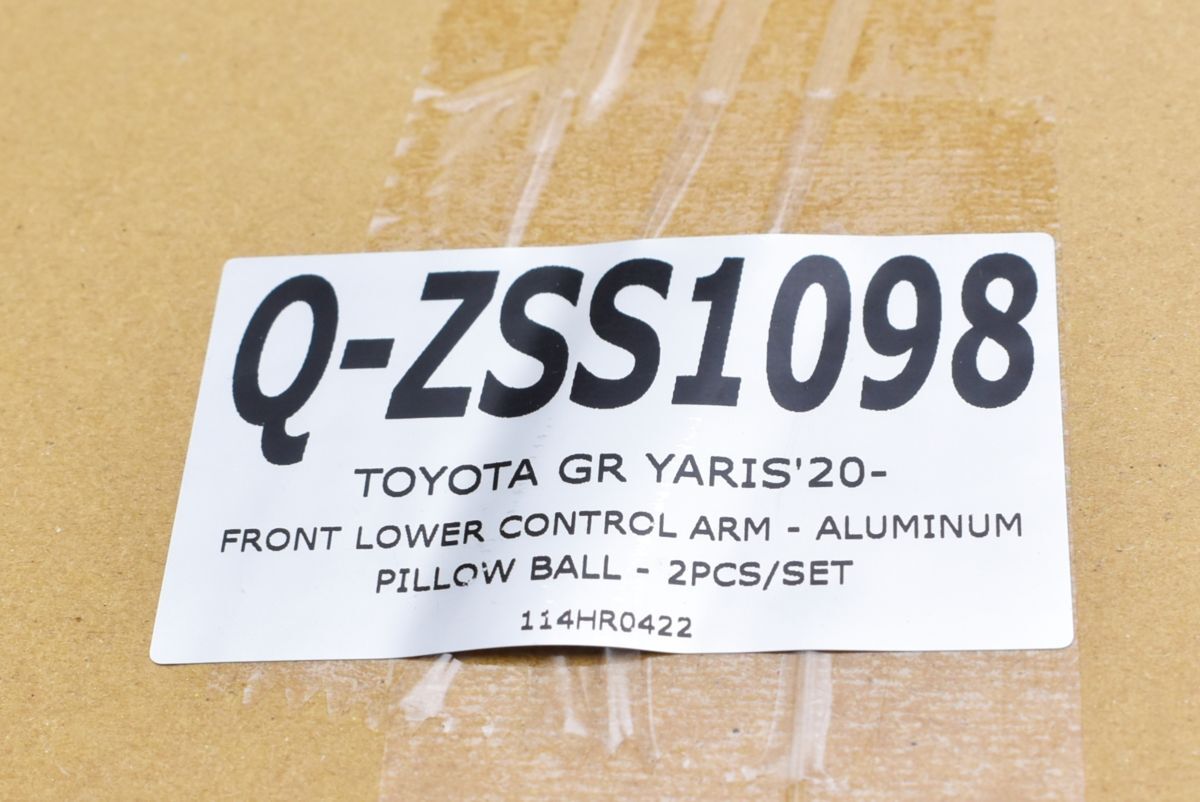 Q-ZSS1098
TOYOTA GR YARIS'20-
FRONT LOWER CONTROL ARM - ALUMINUM
PILLOW BALL - 2PCS/SET
114HR0422